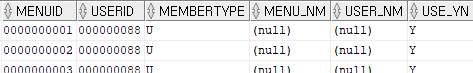 MENUID USERID MEMBERTYPE MENU_NM USER_NM USE_YN
0000000001 000000088 U (null) (null) Y
0000000002 000000088 U (null) (null) Y
0000000003 000000088 U (null) (null) Y